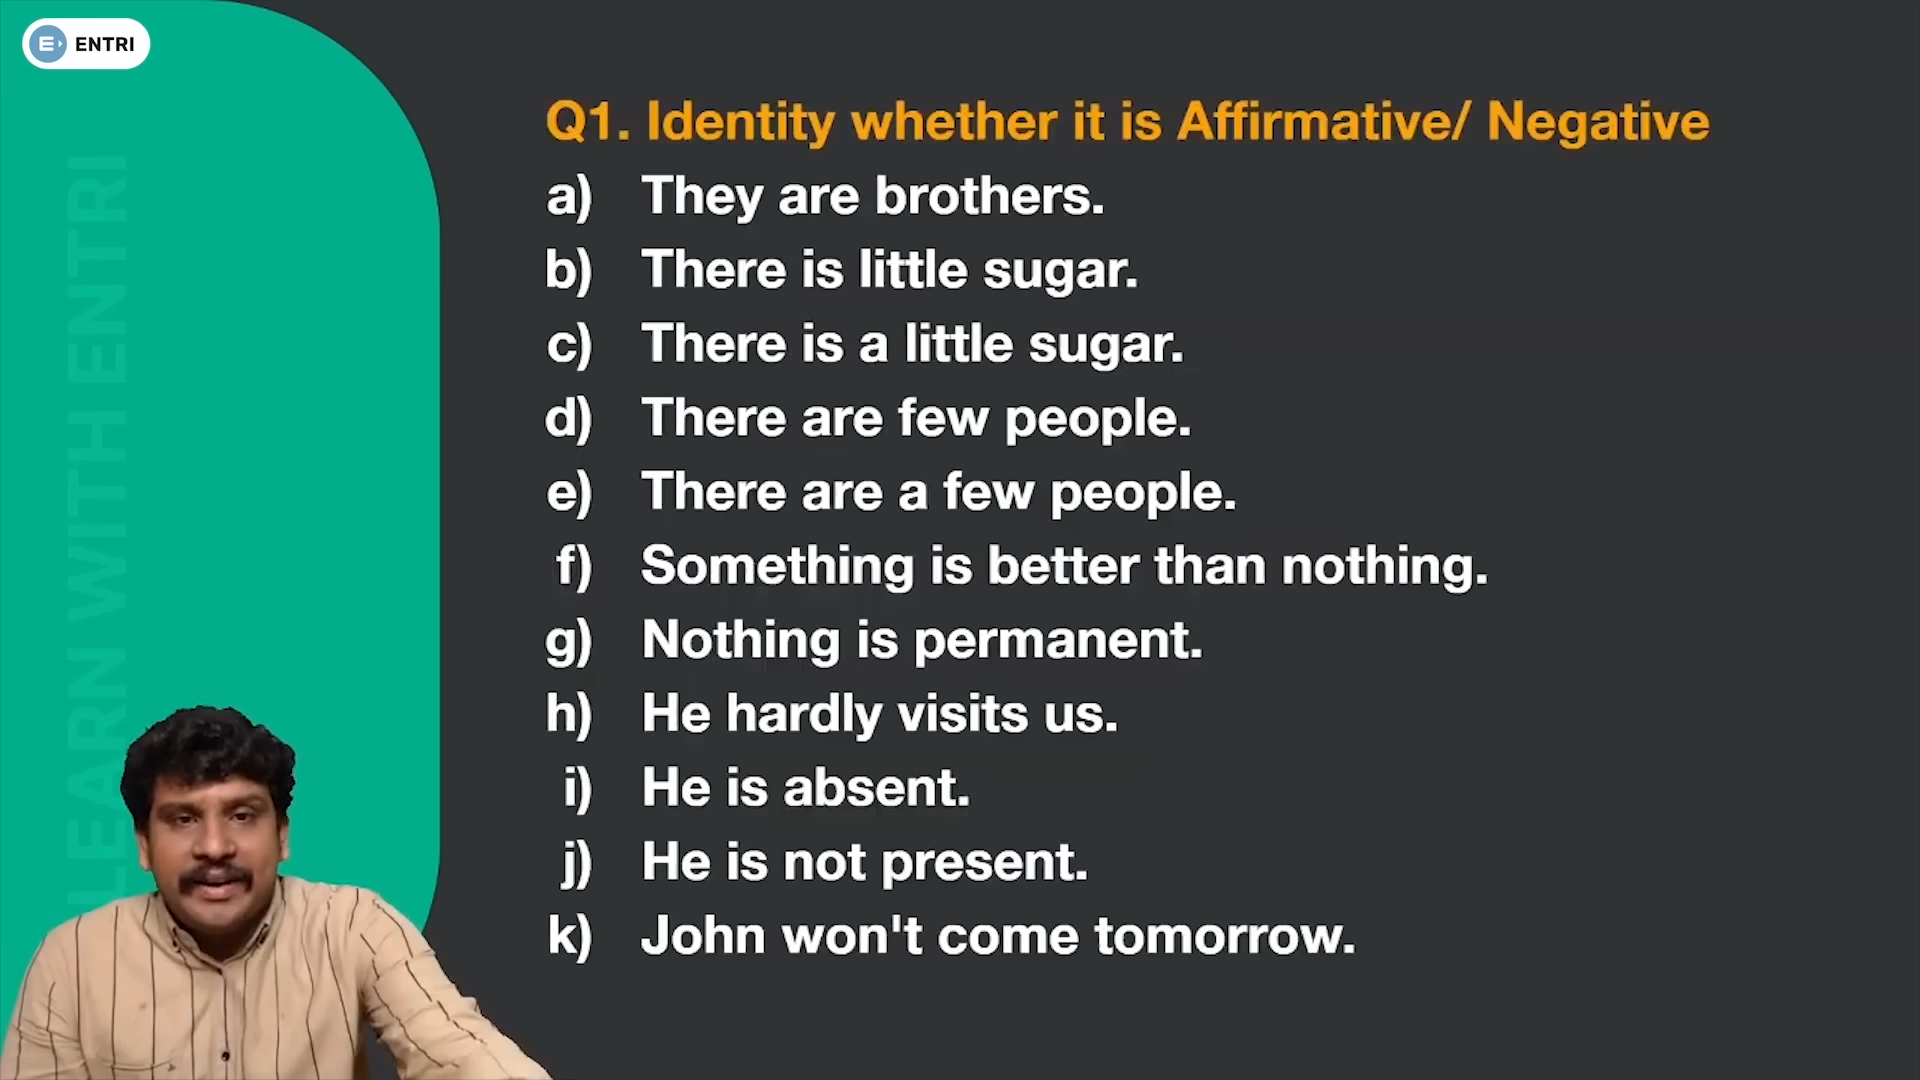 ENTRI
LEARN WITH ENTRI
Q1. Identity whether it is Affirmative/ Negative
a) They are brothers.
b) There is little sugar.
c) There is a little sugar.
d) There are few people.
e) There are a few people.
f) Something is better than nothing.
g) Nothing is permanent.
h) He hardly visits us.
i) He is absent.
j) He is not present.
k) John won't come tomorrow.